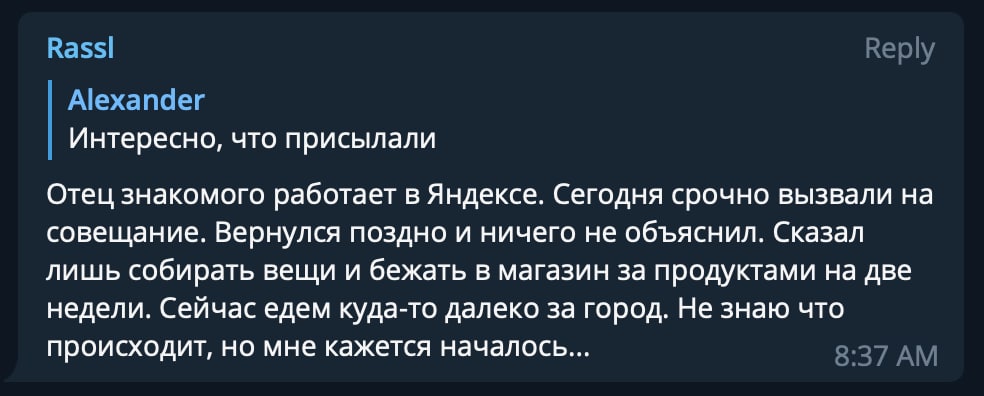 Rassl
Reply
Alexander
Интересно, что присылали
Отец знакомого работает в Яндексе. Сегодня срочно вызвали на
совещание. Вернулся поздно и ничего не объяснил. Сказал
лишь собирать вещи и бежать в магазин за продуктами на две
недели. Сейчас едем куда-то далеко за город. Не знаю что
происходит, но мне кажется началось...
8:37 AM